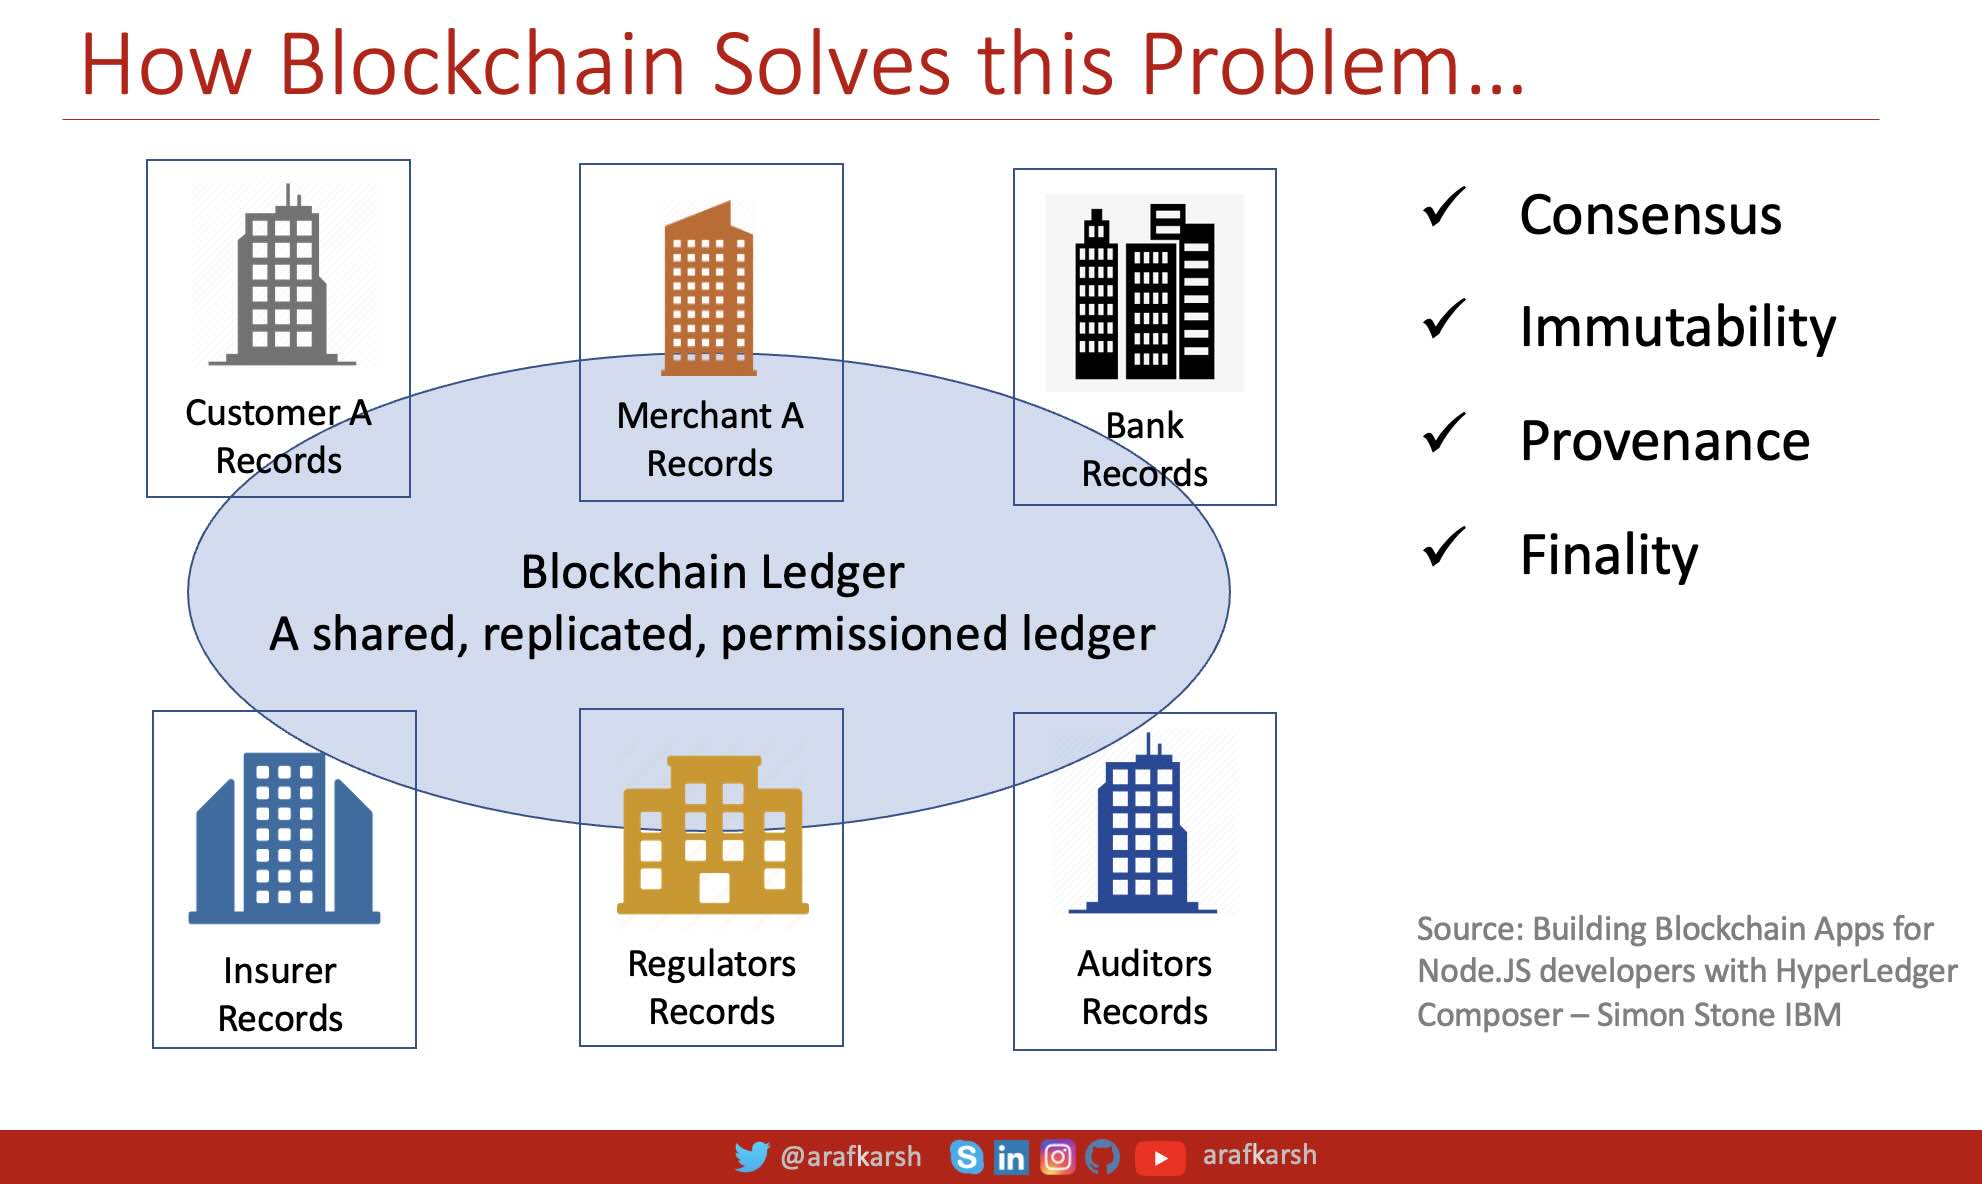 How Blockchain Solves this Problem…
Customer A
Records
Merchant A
Records
Bank
Records
Blockchain Ledger
A shared, replicated, permissioned ledger
Insurer
Records
Regulators
Records
Auditors
Records
✓ Consensus
✓ Immutability
✓ Provenance
✓ Finality
Source: Building Blockchain Apps for
Node.JS developers with HyperLedger
Composer – Simon Stone IBM
@arafkarsh
arafkarsh